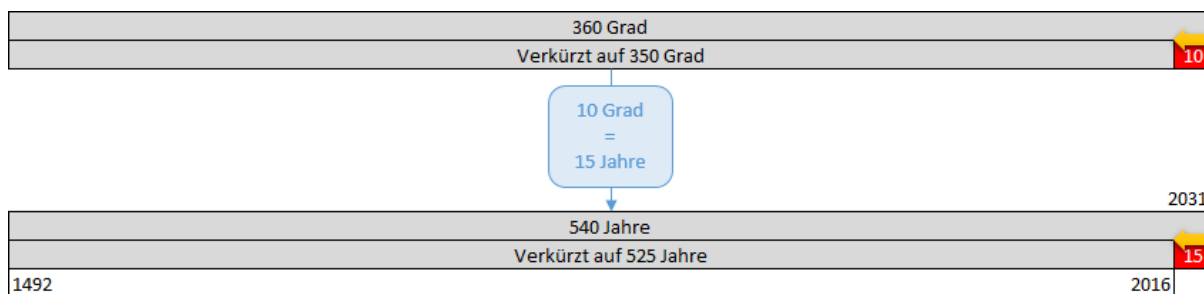 360 Grad
Verkürzt auf 350 Grad
10
10 Grad
=
15 Jahre
2031
540 Jahre
Verkürzt auf 525 Jahre
15
1492
2016